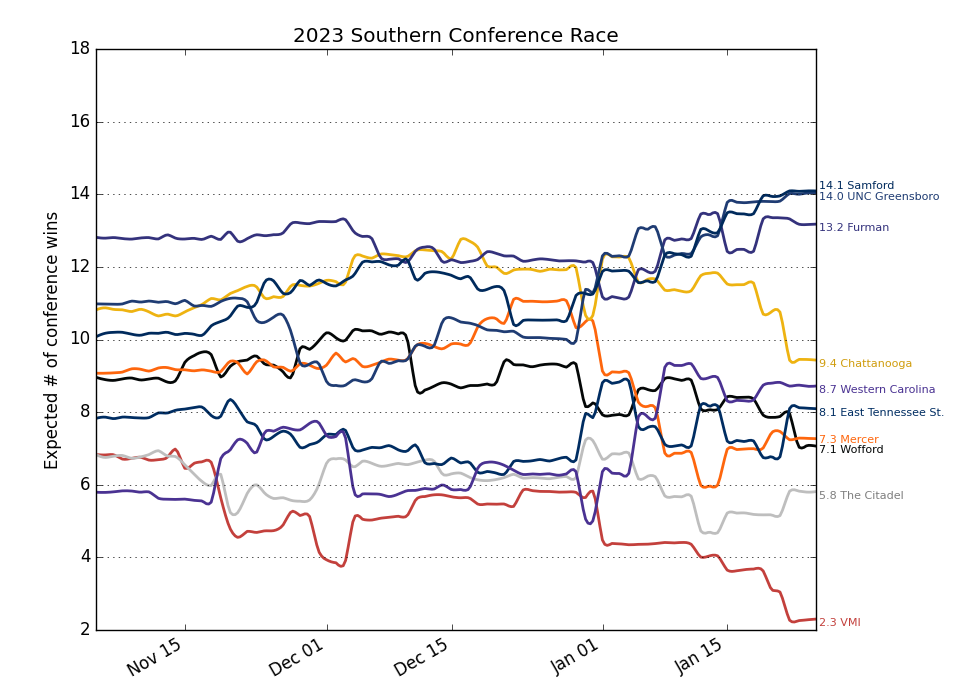 2023 Southern Conference Race
Expected # of conference wins
18
16
14
12
10
8
6
4
2
Nov 15
Dec 01
Dec 15
Jan 01
Jan 15
14.1 Samford
14.0 UNC Greensboro
13.2 Furman
9.4 Chattanooga
8.7 Western Carolina
8.1 East Tennessee St.
7.3 Mercer
7.1 Wofford
5.8 The Citadel
2.3 VMI